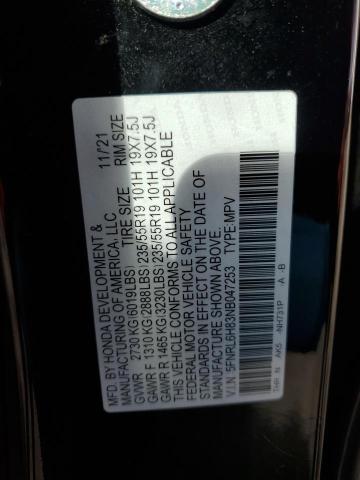 MFD. BY HONDA DEVELOPMENT & 11/'21
MANUFACTURING OF AMERICA, LLC.
GVWR 2730 KG(6019LBS) TIRE SIZE RIM SIZE
GAWR F 1310 KG(2888LBS)235/55R19 101H 19X7.5J
GAWR R 1465 KG(3230LBS)235/55R19 101H 19X7.5J
THIS VEHICLE CONFORMS TO ALL APPLICABLE
FEDERAL MOTOR VEHICLE SAFETY
STANDARDS IN EFFECT ON THE DATE OF
MANUFACTURE SHOWN ABOVE.
V.I.N. 5FNRL6H83NB047253 TYPE:MPV
THR N AK5 -NH731P -A -B